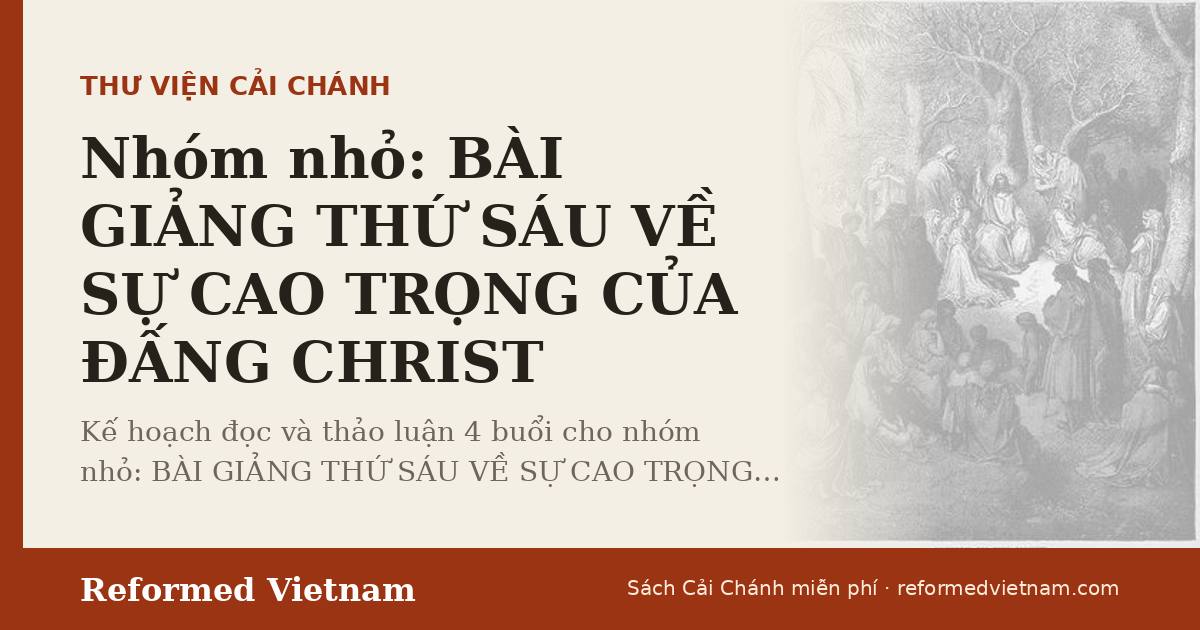 THƯ VIỆN CẢI CHÁNH
Nhóm nhỏ: BÀI
GIẢNG THỨ SÁU VỀ
SỰ CAO TRỌNG CỦA
ĐẤNG CHRIST
Kế hoạch đọc và thảo luận 4 buổi cho nhóm
nhỏ: BÀI GIẢNG THỨ SÁU VỀ SỰ CAO TRỌNG...
Reformed Vietnam
Sách Cải Chánh miễn phí · reformedvietnam.com